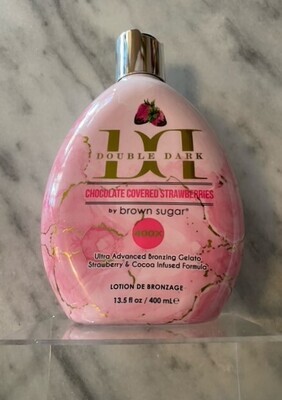 DD
DOUBLE DARK
CHOCOLATE COVERED STRAWBERRIES
by brown sugar®
400X
Ultra Advanced Bronzing Gelato
Strawberry & Cocoa Infused Formula
LOTION DE BRONZAGE
13.5 fl oz / 400 mL e